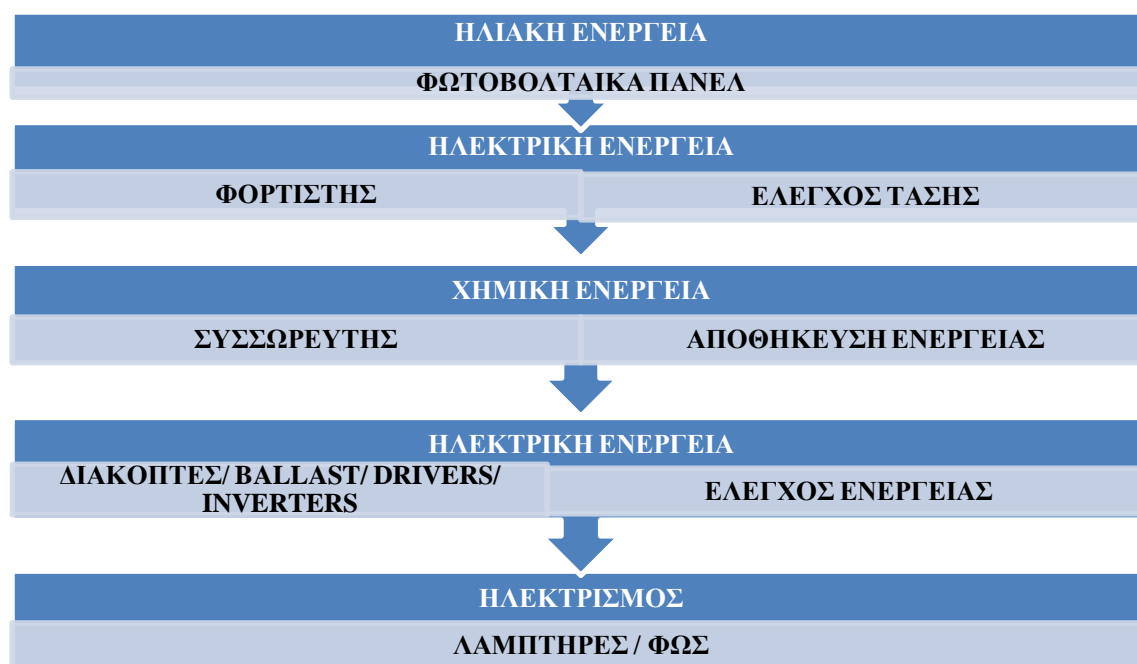 ΗΛΙΑΚΗ ΕΝΕΡΓΕΙΑ
ΦΩΤΟΒΟΛΤΑΙΚΑ ΠΑΝΕΛ
ΗΛΕΚΤΡΙΚΗ ΕΝΕΡΓΕΙΑ
ΦΟΡΤΙΣΤΗΣ
ΕΛΕΓΧΟΣ ΤΑΣΗΣ
ΧΗΜΙΚΗ ΕΝΕΡΓΕΙΑ
ΣΥΣΣΩΡΕΥΤΗΣ
ΑΠΟΘΗΚΕΥΣΗ ΕΝΕΡΓΕΙΑΣ
ΗΛΕΚΤΡΙΚΗ ΕΝΕΡΓΕΙΑ
ΔΙΑΚΟΠΤΕΣ/ BALLAST/ DRIVERS/
INVERTERS
ΕΛΕΓΧΟΣ ΕΝΕΡΓΕΙΑΣ
ΗΛΕΚΤΡΙΣΜΟΣ
ΛΑΜΠΤΗΡΕΣ / ΦΩΣ